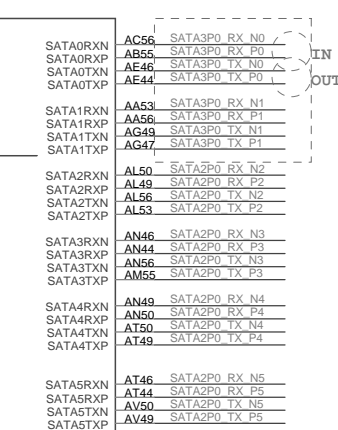 SATA0RXN AC56 SATA3P0_RX_N0
SATA0RXP AB55 SATA3P0_RX_P0 IN
SATA0TXN AE46 SATA3P0_TX_N0
SATA0TXP AE44 SATA3P0_TX_P0 OUT
SATA1RXN AA53 SATA3P0_RX_N1
SATA1RXP AA56 SATA3P0_RX_P1
SATA1TXN AG49 SATA3P0_TX_N1
SATA1TXP AG47 SATA3P0_TX_P1
SATA2RXN AL50 SATA2P0_RX_N2
SATA2RXP AL49 SATA2P0_RX_P2
SATA2TXN AL56 SATA2P0_TX_N2
SATA2TXP AL53 SATA2P0_TX_P2
SATA3RXN AN46 SATA2P0_RX_N3
SATA3RXP AN44 SATA2P0_RX_P3
SATA3TXN AN56 SATA2P0_TX_N3
SATA3TXP AM55 SATA2P0_TX_P3
SATA4RXN AN49 SATA2P0_RX_N4
SATA4RXP AN50 SATA2P0_RX_P4
SATA4TXN AT50 SATA2P0_TX_N4
SATA4TXP AT49 SATA2P0_TX_P4
SATA5RXN AT46 SATA2P0_RX_N5
SATA5RXP AT44 SATA2P0_RX_P5
SATA5TXN AV50 SATA2P0_TX_N5
SATA5TXP AV49 SATA2P0_TX_P5